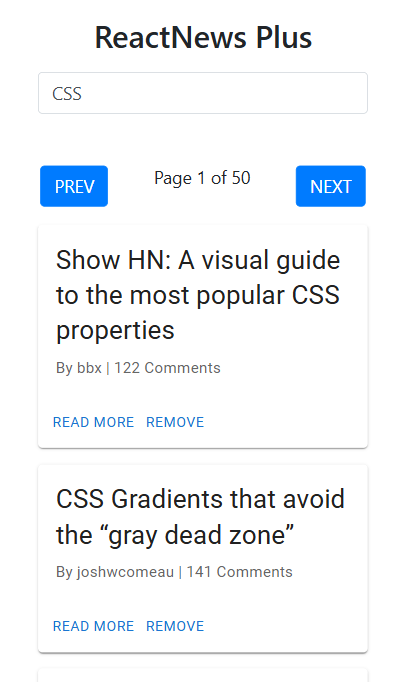 ReactNews Plus
CSS
PREV Page 1 of 50 NEXT
Show HN: A visual guide
to the most popular CSS
properties
By bbx | 122 Comments
READ MORE REMOVE
CSS Gradients that avoid
the “gray dead zone”
By joshwcomeau | 141 Comments
READ MORE REMOVE